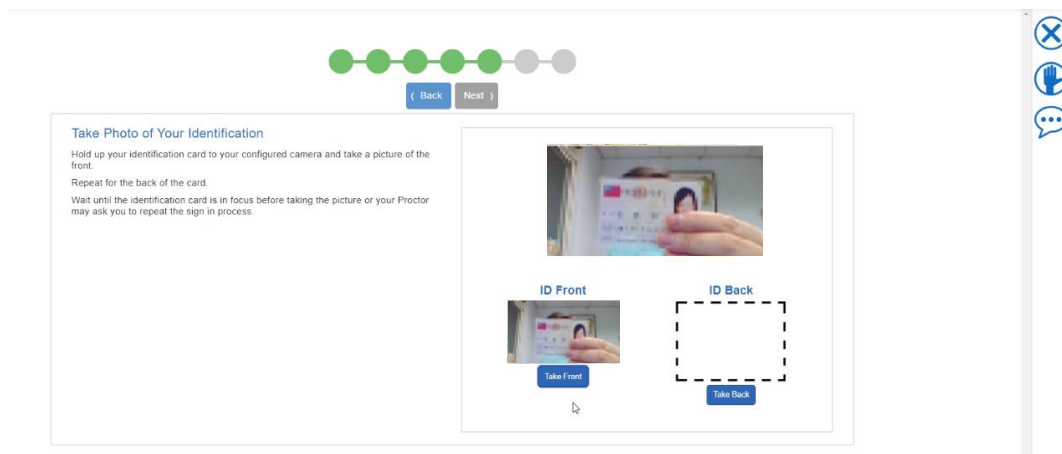 Back
Next
Take Photo of Your Identification
Hold up your identification card to your configured camera and take a picture of the
front.
Repeat for the back of the card.
Wait until the identification card is in focus before taking the picture or your Proctor
may ask you to repeat the sign in process.
ID Front
ID Back
Take Front
Take Back